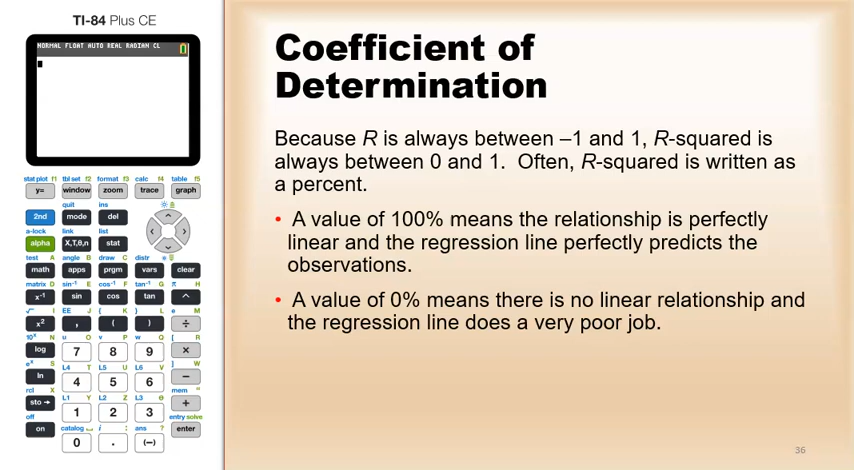 TI-84 Plus CE
NORMAL FLOAT AUTO REAL RADIAN CL
stat plot f1 tbl set f2 format f3 calc f4 table f5
y= window zoom trace graph
quit ins
2nd mode del
a-lock link list
alpha X,T,θ,n stat
test A angle B draw C distr
math apps prgm vars clear
matrix D sin⁻¹ E cos⁻¹ F tan⁻¹ G π H
x⁻¹ sin cos tan ^
√‾ I EE J { K } L e M
x² , ( ) ÷
10ˣ N u O v P w Q [ R
log 7 8 9 ×
eˣ S L4 T L5 U L6 V ] W
ln 4 5 6 −
rcl X L1 Y L2 Z L3 θ mem "
sto→ 1 2 3 +
off catalog i : ans ? entry solve
on 0 . (−) enter
Coefficient of
Determination
Because R is always between –1 and 1, R-squared is
always between 0 and 1. Often, R-squared is written as
a percent.
• A value of 100% means the relationship is perfectly
linear and the regression line perfectly predicts the
observations.
• A value of 0% means there is no linear relationship and
the regression line does a very poor job.
36